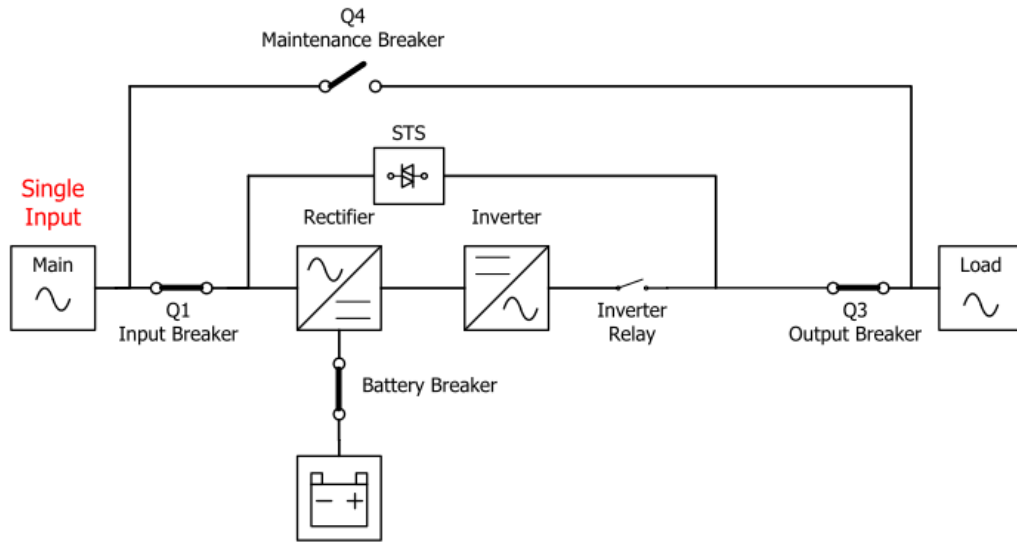 Q4
Maintenance Breaker
STS
Single
Input
Rectifier
Inverter
Main
Load
Q1
Input Breaker
Inverter
Relay
Q3
Output Breaker
Battery Breaker